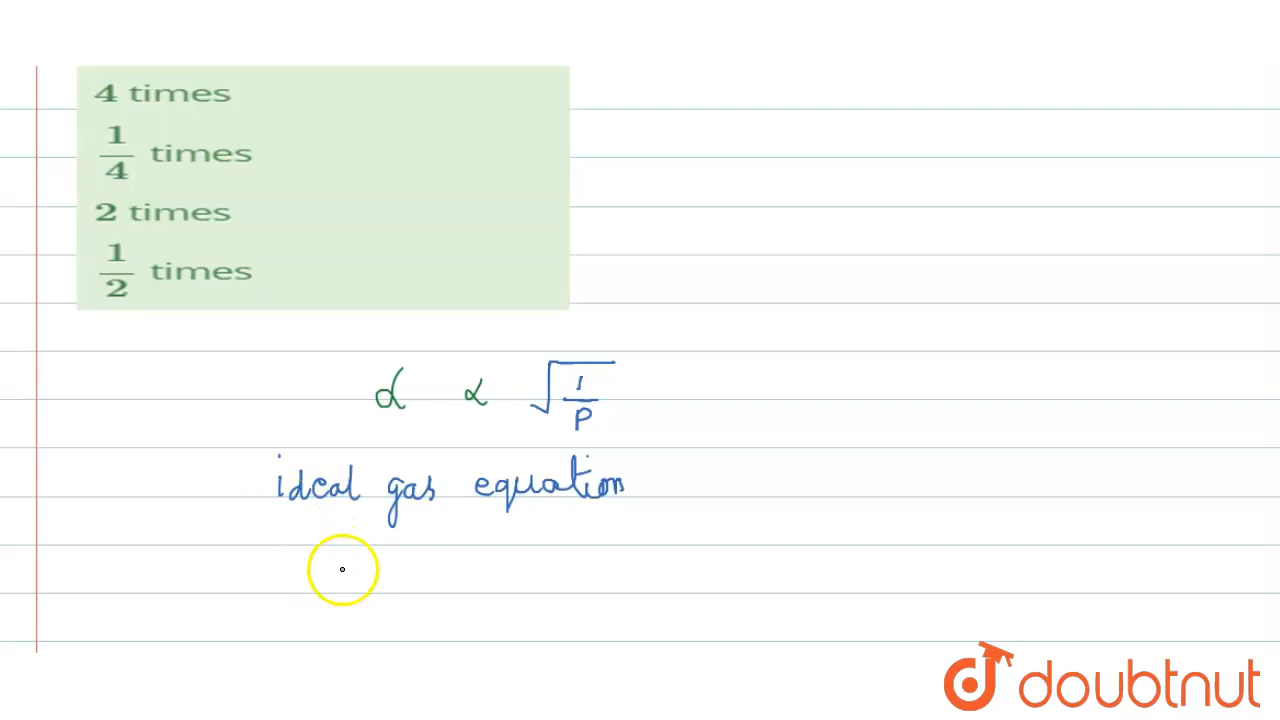 4 times
1/4 times
2 times
1/2 times
α ∝ √(1/P)
ideal gas equation
doubtnut